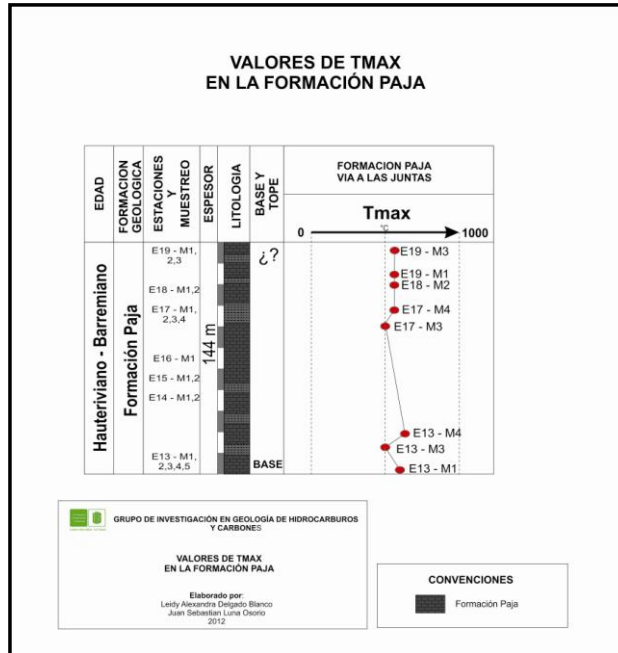 VALORES DE TMAX
EN LA FORMACIÓN PAJA
EDAD
FORMACION
GEOLOGICA
ESTACIONES
Y
MUESTREO
ESPESOR
LITOLOGIA
BASE Y
TOPE
FORMACION PAJA
VIA A LAS JUNTAS
Tmax
0
°C
1000
Hauteriviano - Barremiano
Formación Paja
E19 - M1,
2,3
E18 - M1,2
E17 - M1,
2,3,4
E16 - M1
E15 - M1,2
E14 - M1,2
E13 - M1,
2,3,4,5
144 m
¿?
BASE
E19 - M3
E19 - M1
E18 - M2
E17 - M4
E17 - M3
E13 - M4
E13 - M3
E13 - M1
GRUPO DE INVESTIGACIÓN EN GEOLOGÍA DE HIDROCARBUROS
Y CARBONES
VALORES DE TMAX
EN LA FORMACIÓN PAJA
Elaborado por:
Leidy Alexandra Delgado Blanco
Juan Sebastian Luna Osorio
2012
CONVENCIONES
Formación Paja